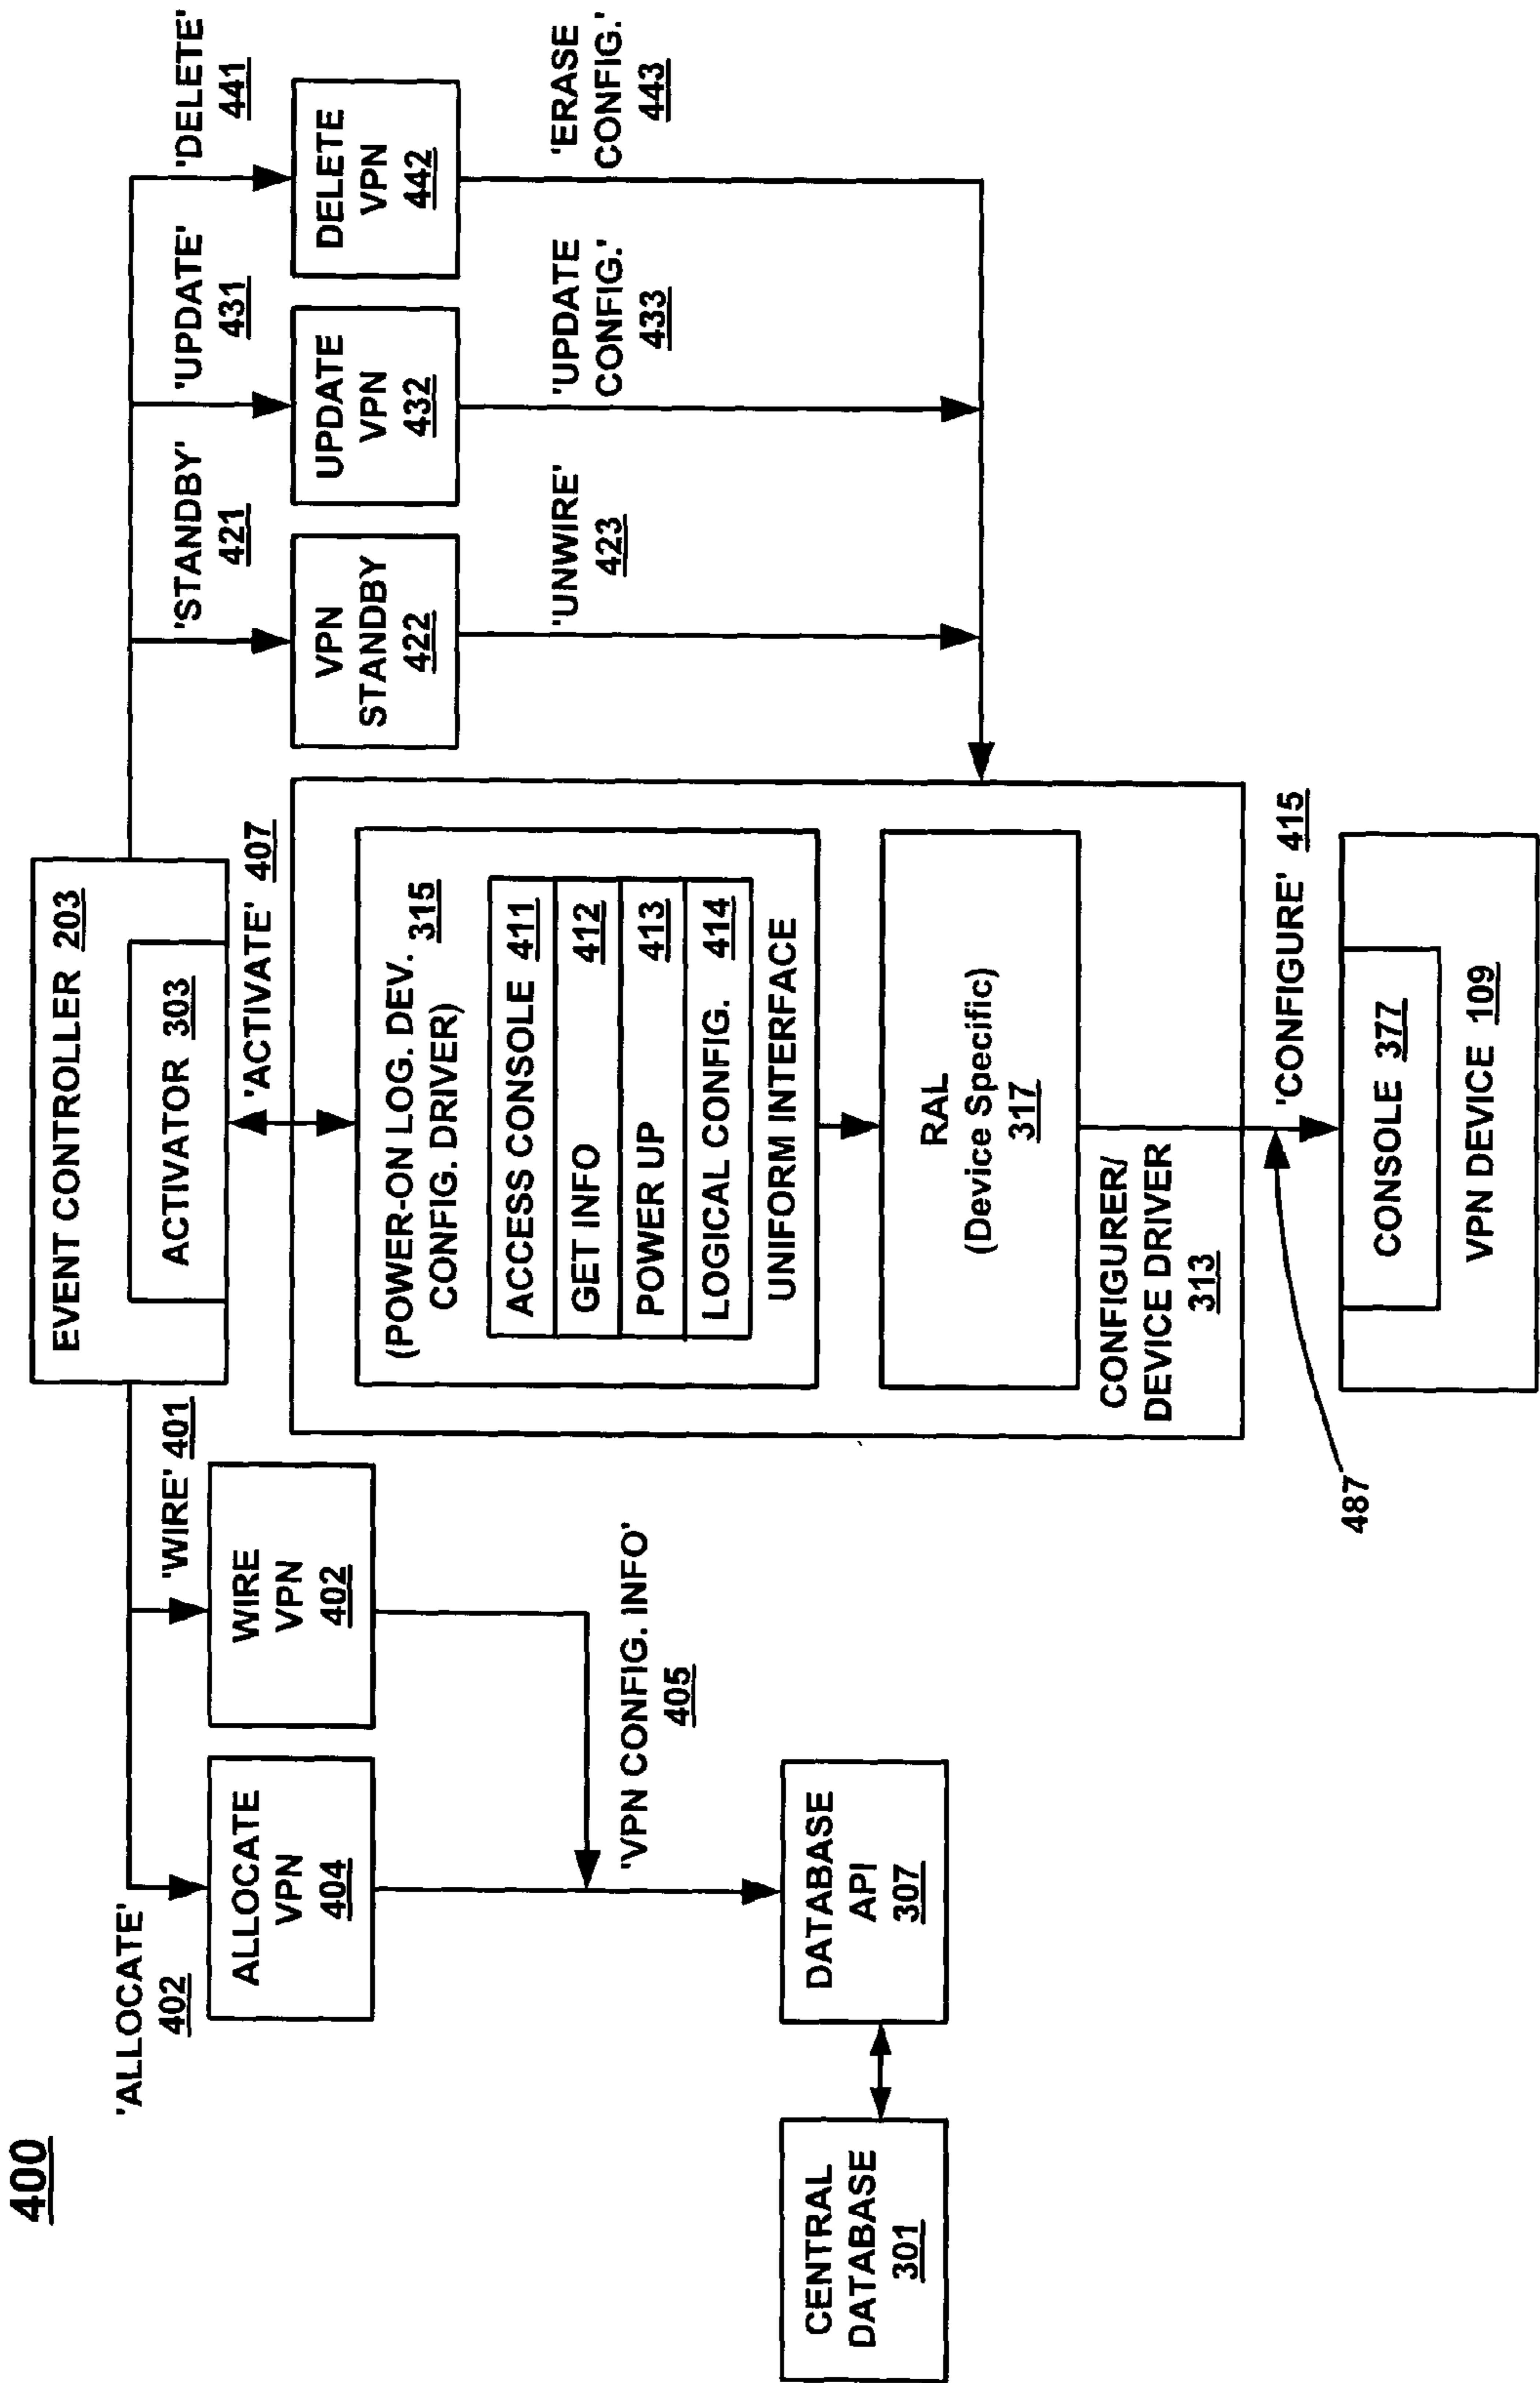 400
EVENT CONTROLLER 203
ACTIVATOR 303
'ALLOCATE'
402
'WIRE' 401
'ACTIVATE' 407
'STANDBY'
421
'UPDATE'
431
'DELETE'
441
ALLOCATE
VPN
404
WIRE
VPN
402
VPN
STANDBY
422
UPDATE
VPN
432
DELETE
VPN
442
(POWER-ON LOG. DEV. 315
CONFIG. DRIVER)
ACCESS CONSOLE 411
GET INFO 412
POWER UP 413
LOGICAL CONFIG. 414
UNIFORM INTERFACE
'UNWIRE'
423
'UPDATE
CONFIG.'
433
'ERASE
CONFIG.'
443
'VPN CONFIG. INFO'
405
CENTRAL
DATABASE
301
DATABASE
API
307
RAL
(Device Specific)
317
CONFIGURER/
DEVICE DRIVER
313
'CONFIGURE' 415
487
CONSOLE 377
VPN DEVICE 109